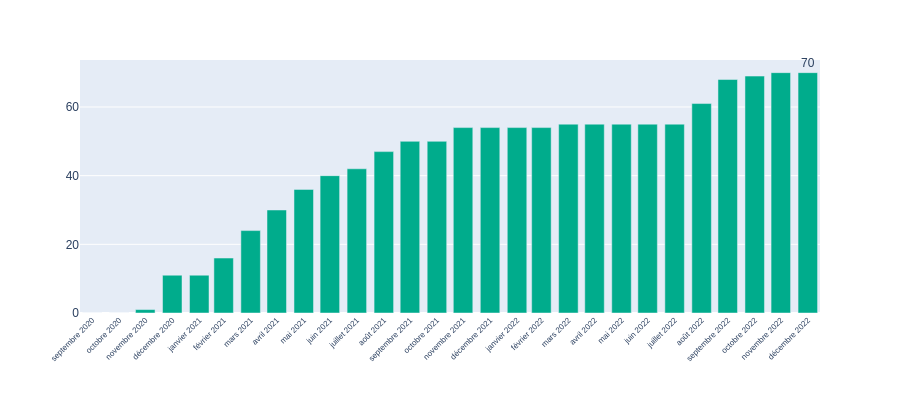 70
60
40
20
0
septembre 2020
octobre 2020
novembre 2020
décembre 2020
janvier 2021
février 2021
mars 2021
avril 2021
mai 2021
juin 2021
juillet 2021
août 2021
septembre 2021
octobre 2021
novembre 2021
décembre 2021
janvier 2022
février 2022
mars 2022
avril 2022
mai 2022
juin 2022
juillet 2022
août 2022
septembre 2022
octobre 2022
novembre 2022
décembre 2022